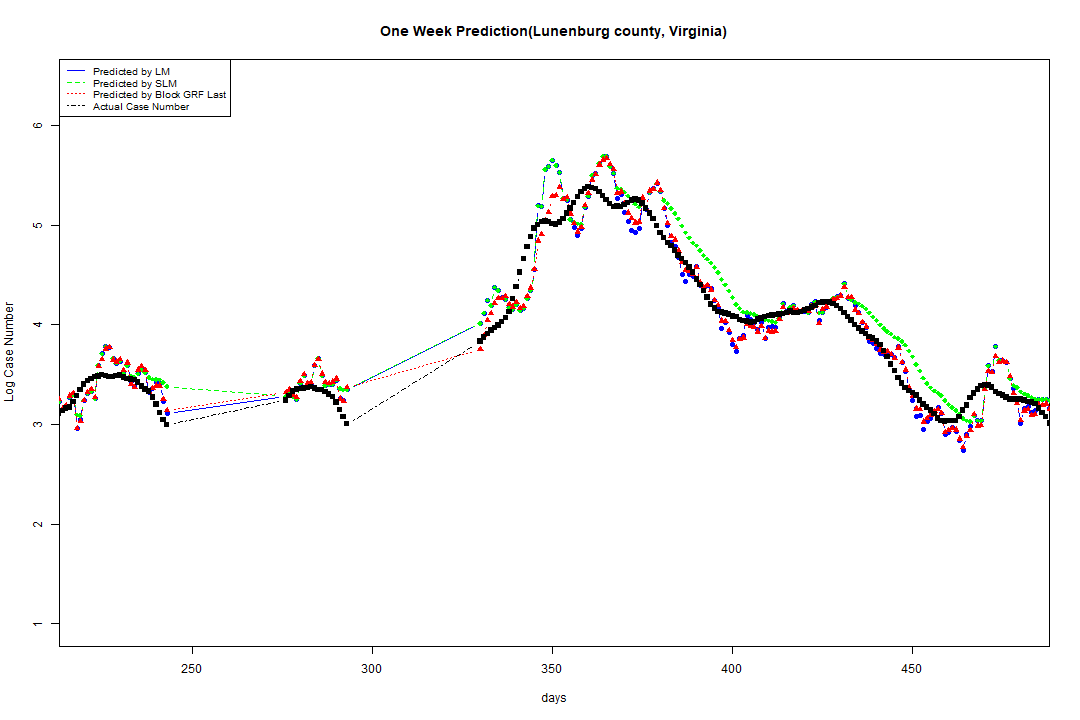 One Week Prediction(Lunenburg county, Virginia)
Predicted by LM
Predicted by SLM
Predicted by Block GRF Last
Actual Case Number
Log Case Number
6
5
4
3
2
1
250 300 350 400 450
days